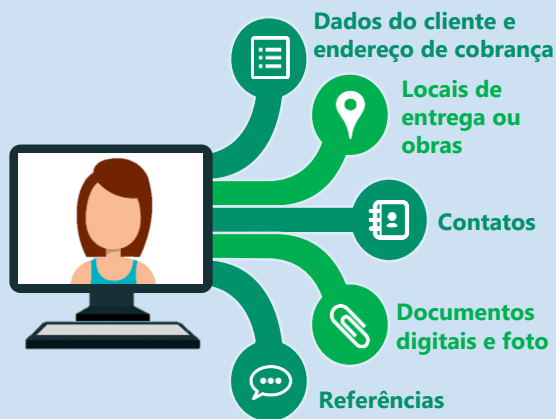 Dados do cliente e
endereço de cobrança
Locais de
entrega ou
obras
Contatos
Documentos
digitais e foto
Referências